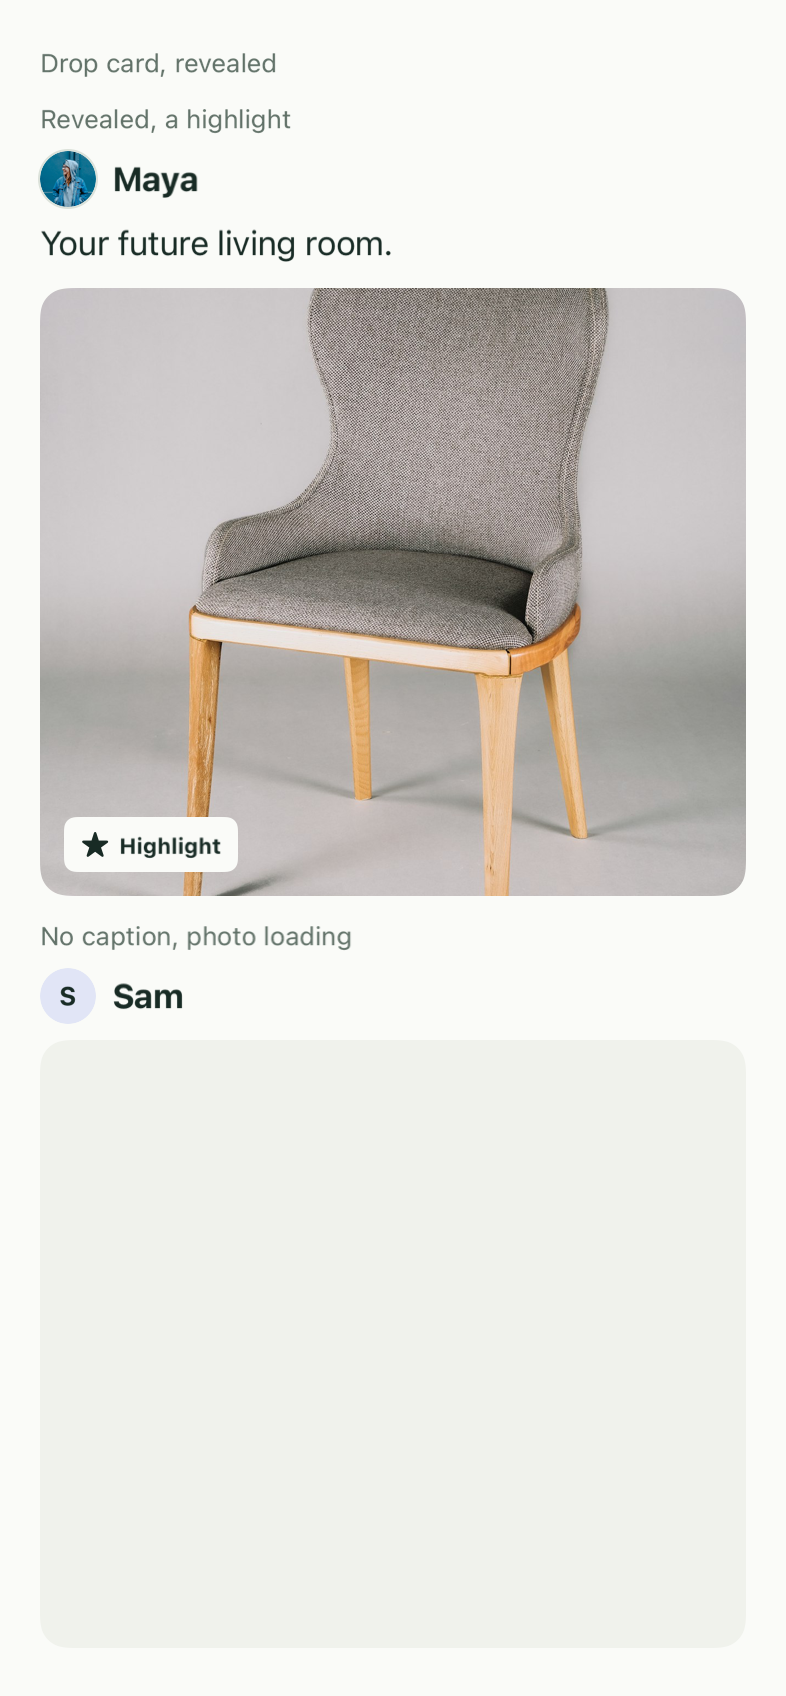 Drop card, revealed
Revealed, a highlight
Maya
Your future living room.
Highlight
No caption, photo loading
S
Sam